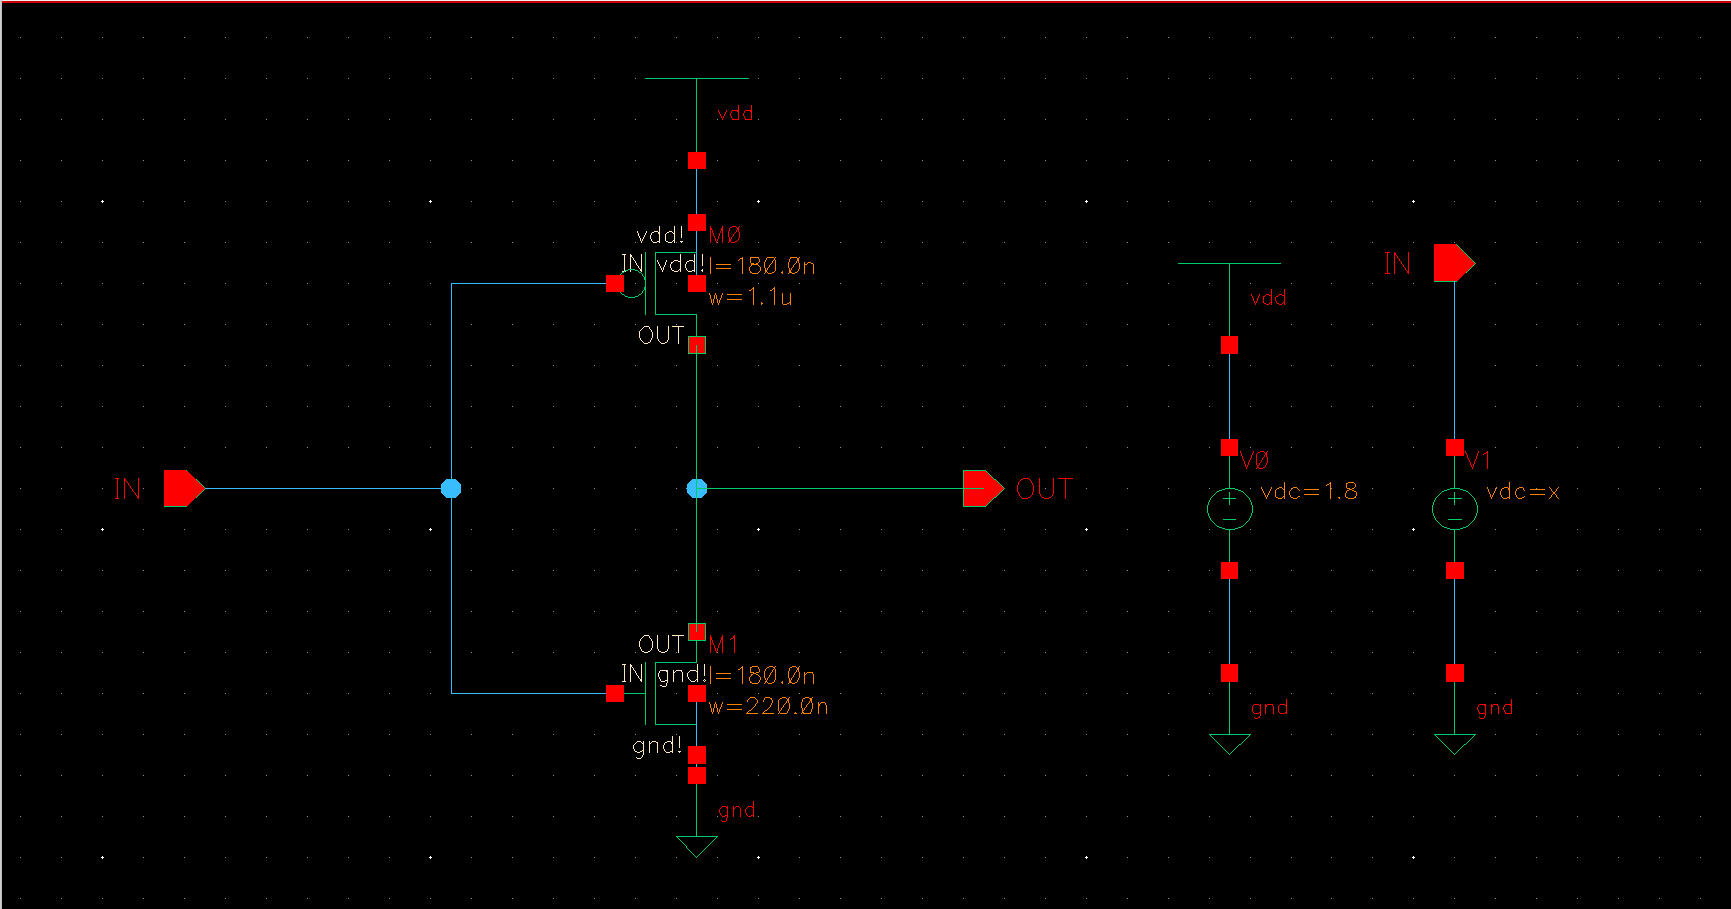 vdd
vdd!
M0
IN
vdd!
l=180.0n
w=1.1u
OUT
IN
OUT
OUT
M1
IN
gnd!
l=180.0n
w=220.0n
gnd!
gnd
vdd
V0
vdc=1.8
gnd
IN
V1
vdc=x
gnd